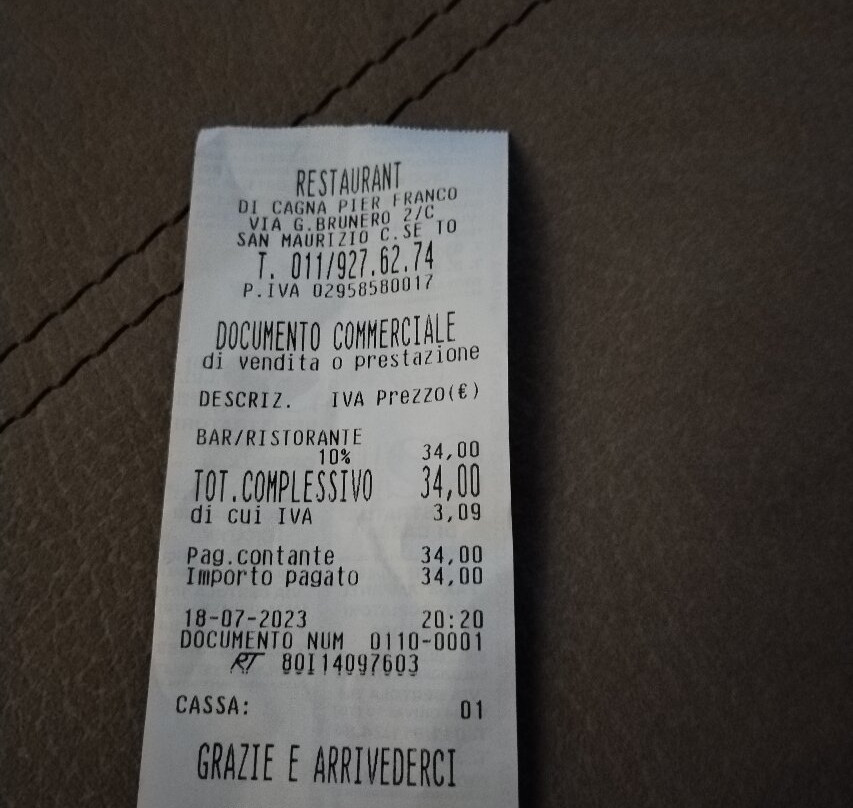 RESTAURANT
DI CAGNA PIER FRANCO
VIA G.BRUNERO 2/C
SAN MAURIZIO C.SE TO
T. 011/927.62.74
P.IVA 02958580017
DOCUMENTO COMMERCIALE
di vendita o prestazione
DESCRIZ. IVA Prezzo(€)
BAR/RISTORANTE
10% 34,00
TOT.COMPLESSIVO 34,00
di cui IVA 3,09
Pag.contante 34,00
Importo pagato 34,00
18-07-2023 20:20
DOCUMENTO NUM 0110-0001
RT 80I14097603
CASSA: 01
GRAZIE E ARRIVEDERCI